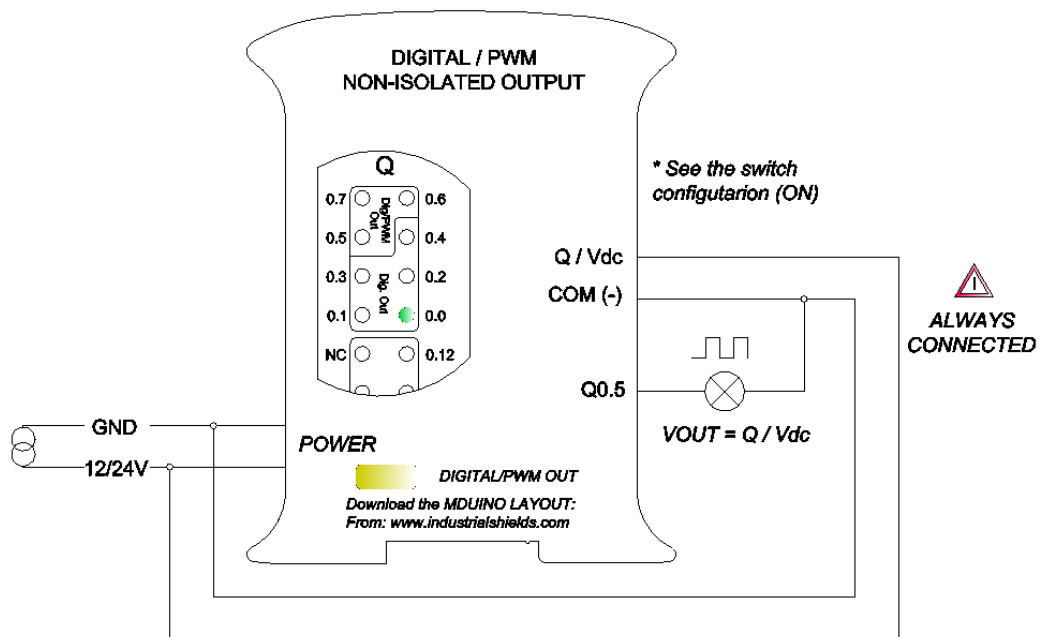 DIGITAL / PWM
NON-ISOLATED OUTPUT
Q
0.7
0.6
Dig/PWM
Out
0.5
0.4
0.3
0.2
Dig. Out
0.1
0.0
NC
0.12
* See the switch
configutarion (ON)
Q / Vdc
COM (-)
Q0.5
VOUT = Q / Vdc
ALWAYS
CONNECTED
GND
12/24V
POWER
DIGITAL/PWM OUT
Download the MDUINO LAYOUT:
From: www.industrialshields.com